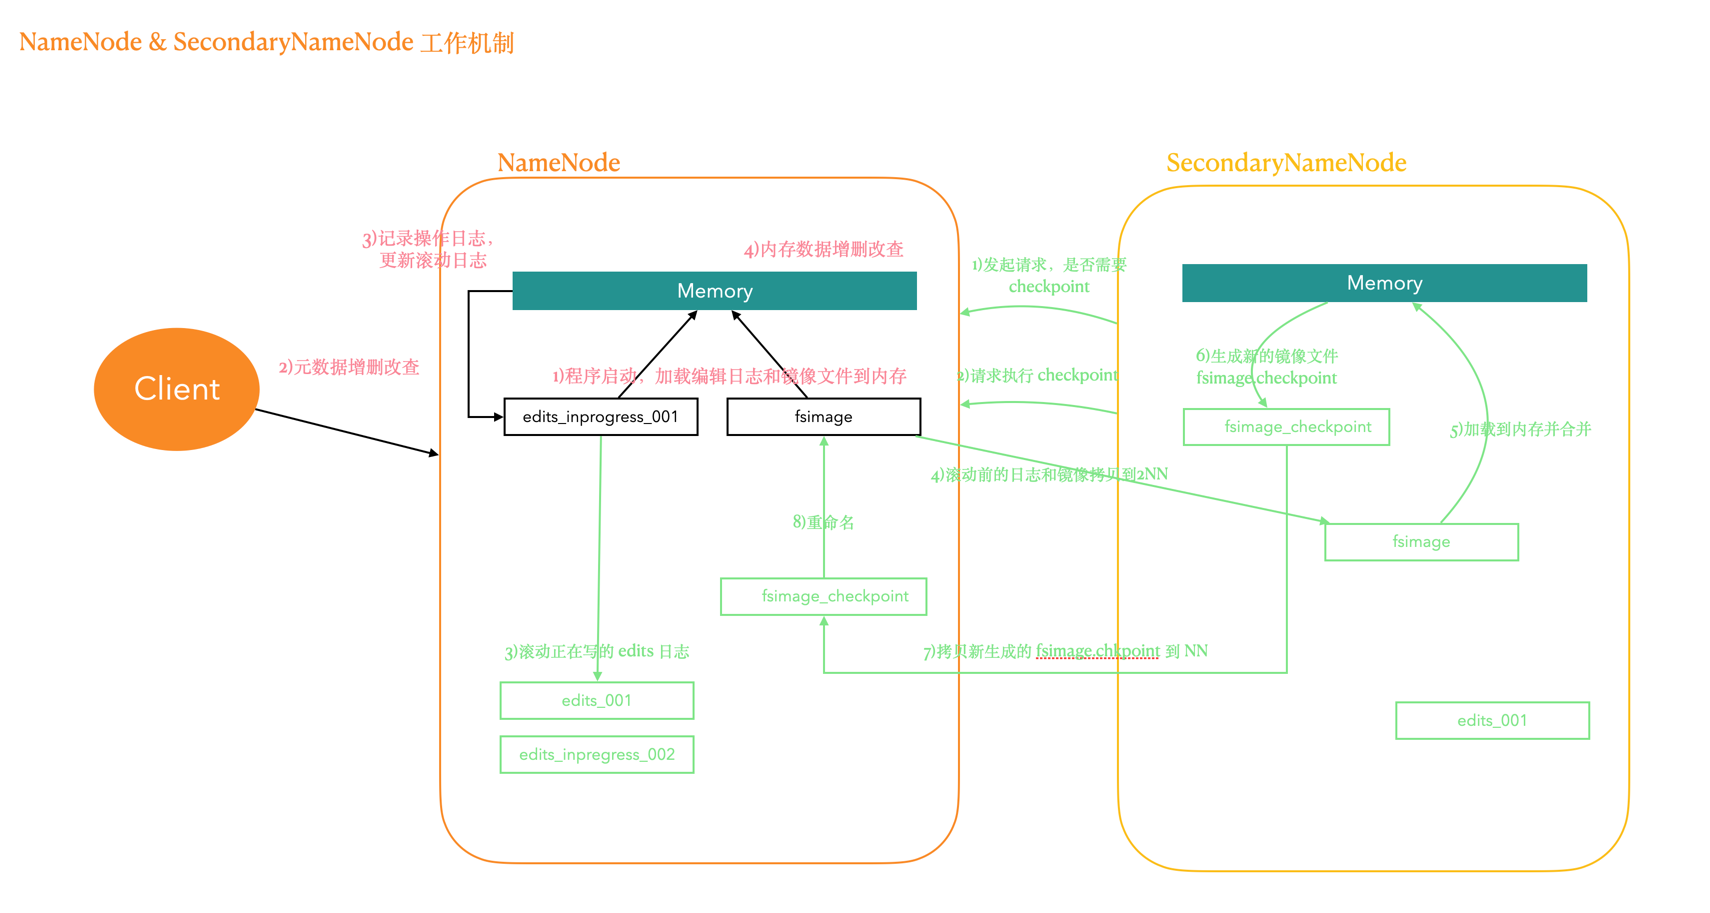 NameNode & SecondaryNameNode 工作机制
NameNode
SecondaryNameNode
3)记录操作日志，
更新滚动日志
4)内存数据增删改查
Memory
1)发起请求，是否需要
checkpoint
Memory
Client
2)元数据增删改查
1)程序启动，加载编辑日志和镜像文件到内存
2)请求执行 checkpoint
6)生成新的镜像文件
fsimage.checkpoint
edits_inprogress_001
fsimage
fsimage_checkpoint
5)加载到内存并合并
4)滚动前的日志和镜像拷贝到2NN
8)重命名
fsimage
fsimage_checkpoint
3)滚动正在写的 edits 日志
7)拷贝新生成的 fsimage.chkpoint 到 NN
edits_001
edits_001
edits_inpregress_002